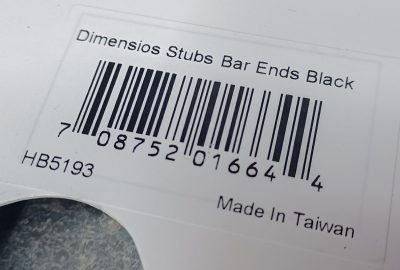 Dimensios Stubs Bar Ends Black
7 08752 01664 4
HB5193
Made In Taiwan